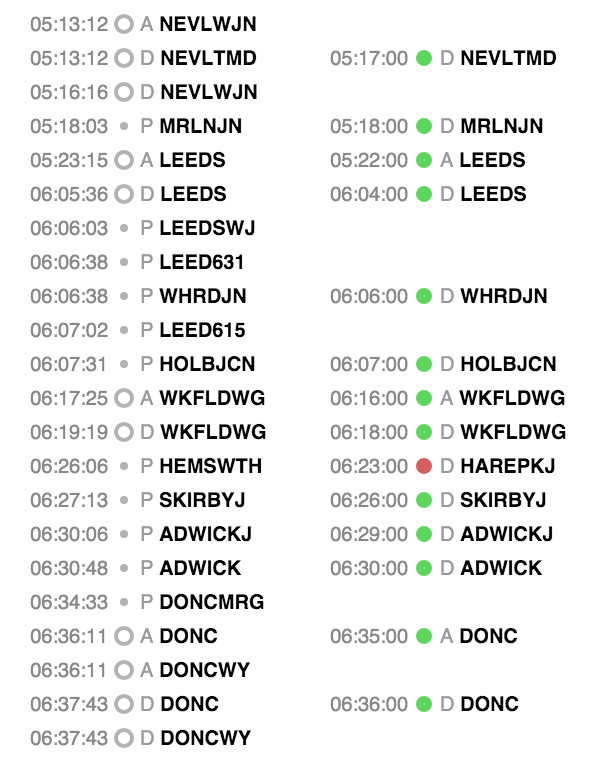 05:13:12 A NEVLWJN
05:13:12 D NEVLTMD 05:17:00 D NEVLTMD
05:16:16 D NEVLWJN
05:18:03 P MRLNJN 05:18:00 D MRLNJN
05:23:15 A LEEDS 05:22:00 A LEEDS
06:05:36 D LEEDS 06:04:00 D LEEDS
06:06:03 P LEEDSWJ
06:06:38 P LEED631
06:06:38 P WHRDJN 06:06:00 D WHRDJN
06:07:02 P LEED615
06:07:31 P HOLBJCN 06:07:00 D HOLBJCN
06:17:25 A WKFLDWG 06:16:00 A WKFLDWG
06:19:19 D WKFLDWG 06:18:00 D WKFLDWG
06:26:06 P HEMSWTH 06:23:00 D HAREPKJ
06:27:13 P SKIRBYJ 06:26:00 D SKIRBYJ
06:30:06 P ADWICKJ 06:29:00 D ADWICKJ
06:30:48 P ADWICK 06:30:00 D ADWICK
06:34:33 P DONCMRG
06:36:11 A DONC 06:35:00 A DONC
06:36:11 A DONCWY
06:37:43 D DONC 06:36:00 D DONC
06:37:43 D DONCWY